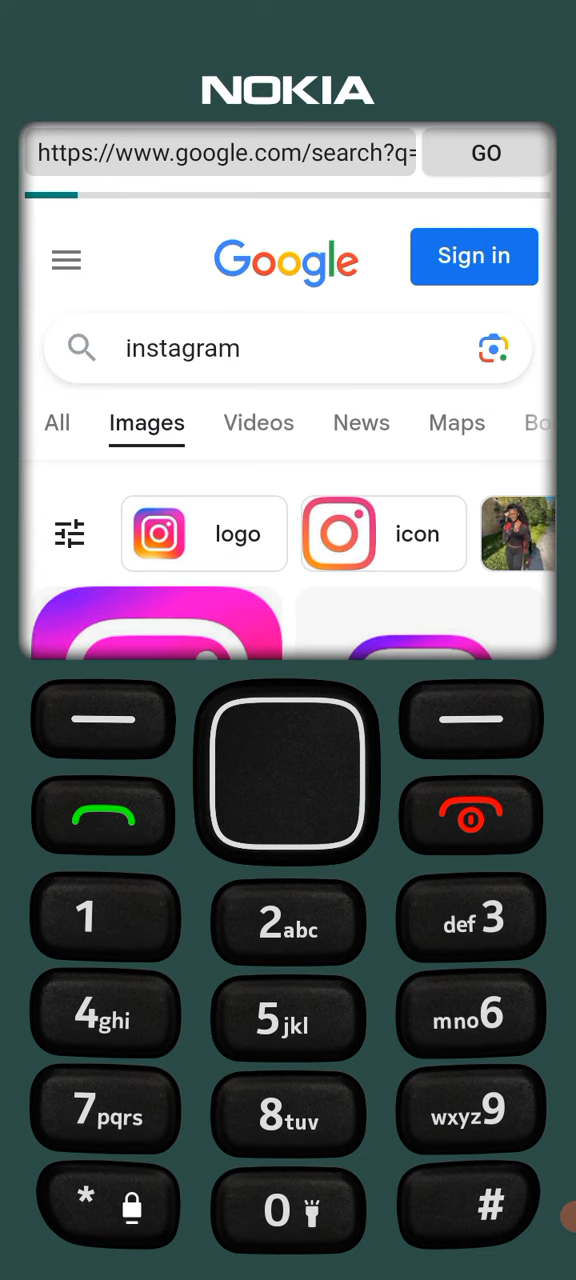 NOKIA
https://www.google.com/search?q= GO
Google Sign in
instagram
All Images Videos News Maps Bo
logo icon
1 2abc def3
4ghi 5jkl mno6
7pqrs 8tuv wxyz9
* 0 #